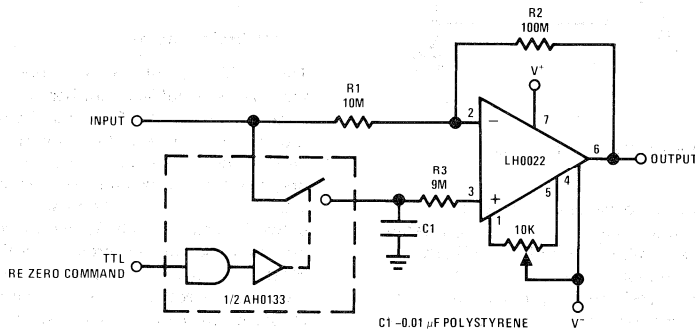 R2
100M
V+
R1
10M
INPUT
2
−
7
6
OUTPUT
LH0022
R3
9M
3
+
4
5
1
10K
C1
TTL
RE ZERO COMMAND
1/2 AH0133
C1 –0.01 μF POLYSTYRENE
V−